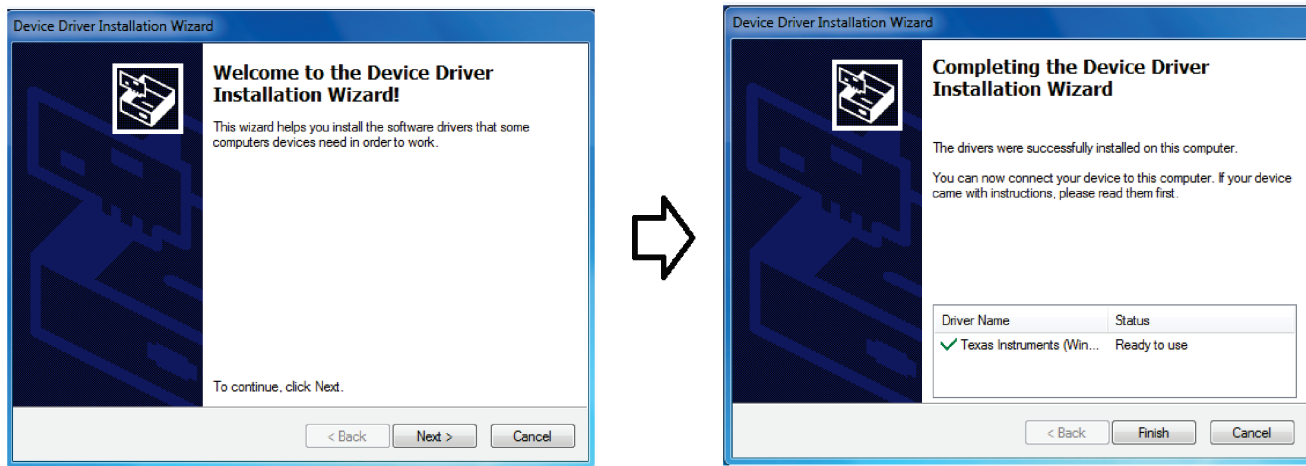 Device Driver Installation Wizard
Welcome to the Device Driver
Installation Wizard!
This wizard helps you install the software drivers that some
computers devices need in order to work.
To continue, click Next.
< Back
Next >
Cancel
Device Driver Installation Wizard
Completing the Device Driver
Installation Wizard
The drivers were successfully installed on this computer.
You can now connect your device to this computer. If your device
came with instructions, please read them first.
Driver Name Status
Texas Instruments (Win... Ready to use
< Back
Finish
Cancel